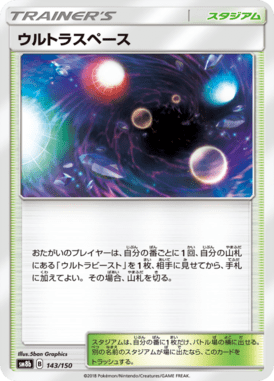 TRAINER'S
スタジアム
ウルトラスペース
おたがいのプレイヤーは、自分の番ごとに1回、自分の山札
にある「ウルトラビースト」を1枚、相手に見せてから、手札
に加えてよい。その場合、山札を切る。
スタジアムは、自分の番に1枚だけ、バトル場の横に出せる。
別の名前のスタジアムが場に出たなら、このカードを
トラッシュする。
Illus.5ban Graphics
SM8b 143/150
©2018 Pokémon/Nintendo/Creatures/GAME FREAK.